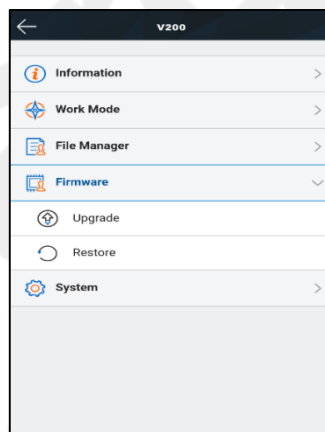 V200
Information
Work Mode
File Manager
Firmware
Upgrade
Restore
System